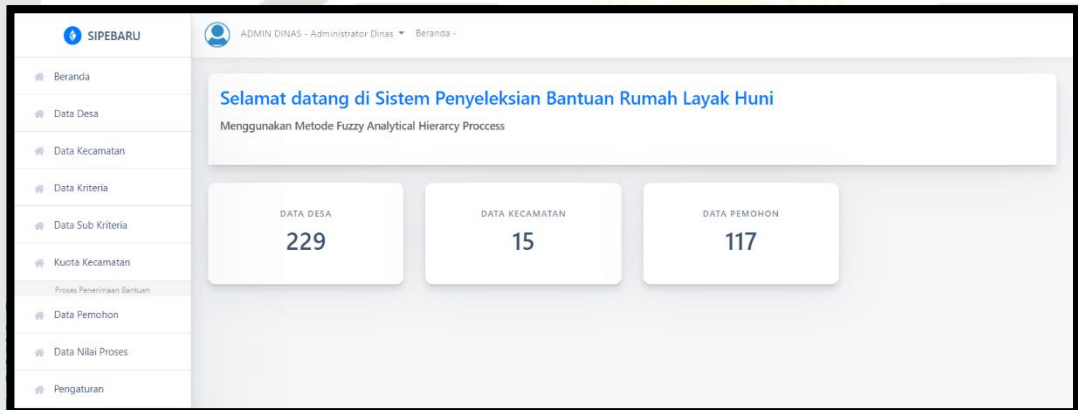 SIPEBARU
ADMIN DINAS - Administrator Dinas Beranda -
Beranda
Data Desa
Data Kecamatan
Data Kriteria
Data Sub Kriteria
Kuota Kecamatan
Proses Penerimaan Bantuan
Data Pemohon
Data Nilai Proses
Pengaturan
Selamat datang di Sistem Penyeleksian Bantuan Rumah Layak Huni
Menggunakan Metode Fuzzy Analytical Hierarcy Proccess
DATA DESA
229
DATA KECAMATAN
15
DATA PEMOHON
117